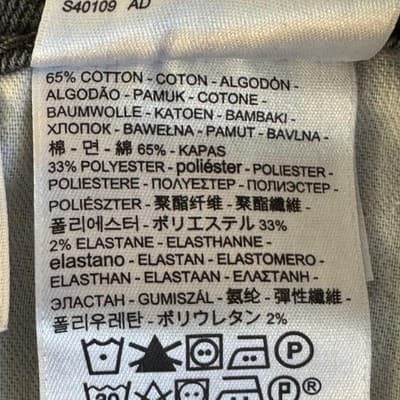 S40109 AD
65% COTTON - COTON - ALGODÓN -
ALGODÃO - PAMUK - COTONE -
BAUMWOLLE - KATOEN - BAMBAKI -
ХЛОПОК - BAWEŁNA - PAMUT - BAVLNA -
棉 - 면 - 綿 65% - KAPAS
33% POLYESTER - poliéster - POLIESTER -
POLIESTERE - ΠΟΛΥΕΣΤΕΡ - ПОЛИЭСТЕР -
POLIÉSZTER - 聚酯纤维 - 聚酯纖維 -
폴리에스터 - ポリエステル 33%
2% ELASTANE - ELASTHANNE -
elastano - ELASTAN - ELASTOMERO -
ELASTHAN - ELASTAAN - ΕΛΑΣΤΑΝΗ -
ЭЛАСТАН - GUMISZÁL - 氨纶 - 彈性纖維 -
폴리우레탄 - ポリウレタン 2%
P
P®